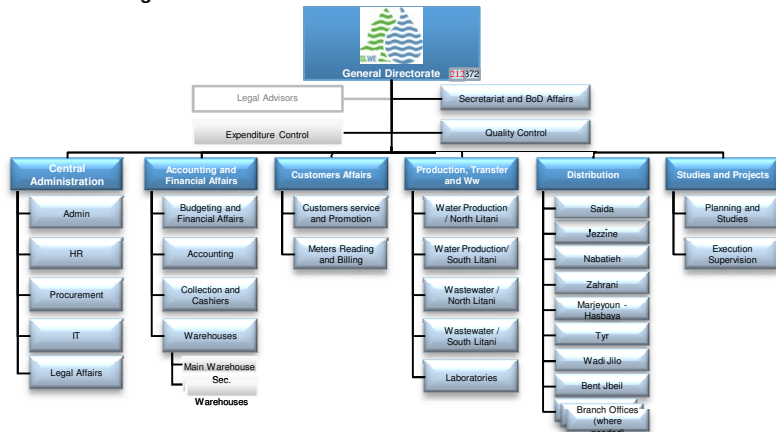 SLWE
General Directorate
Legal Advisors
Secretariat and BoD Affairs
Expenditure Control
Quality Control
Central
Administration
Admin
HR
Procurement
IT
Legal Affairs
Accounting and
Financial Affairs
Budgeting and
Financial Affairs
Accounting
Collection and
Cashiers
Warehouses
Main Warehouse
Sec.
Warehouses
Customers Affairs
Customers service
and Promotion
Meters Reading
and Billing
Production, Transfer
and Ww
Water Production
/ North Litani
Water Production/
South Litani
Wastewater /
North Litani
Wastewater /
South Litani
Laboratories
Distribution
Saida
Jezzine
Nabatieh
Zahrani
Marjeyoun -
Hasbaya
Tyr
Wadi Jilo
Bent Jbeil
Branch Offices
(where
needed)
Studies and Projects
Planning and
Studies
Execution
Supervision